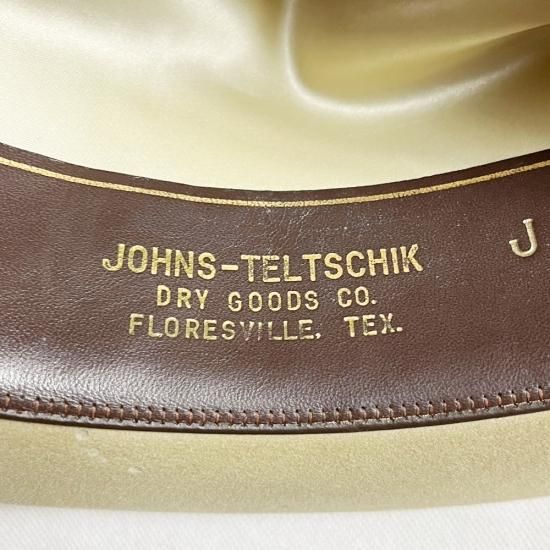 JOHNS-TELTSCHIK
DRY GOODS CO.
FLORESVILLE, TEX.
J